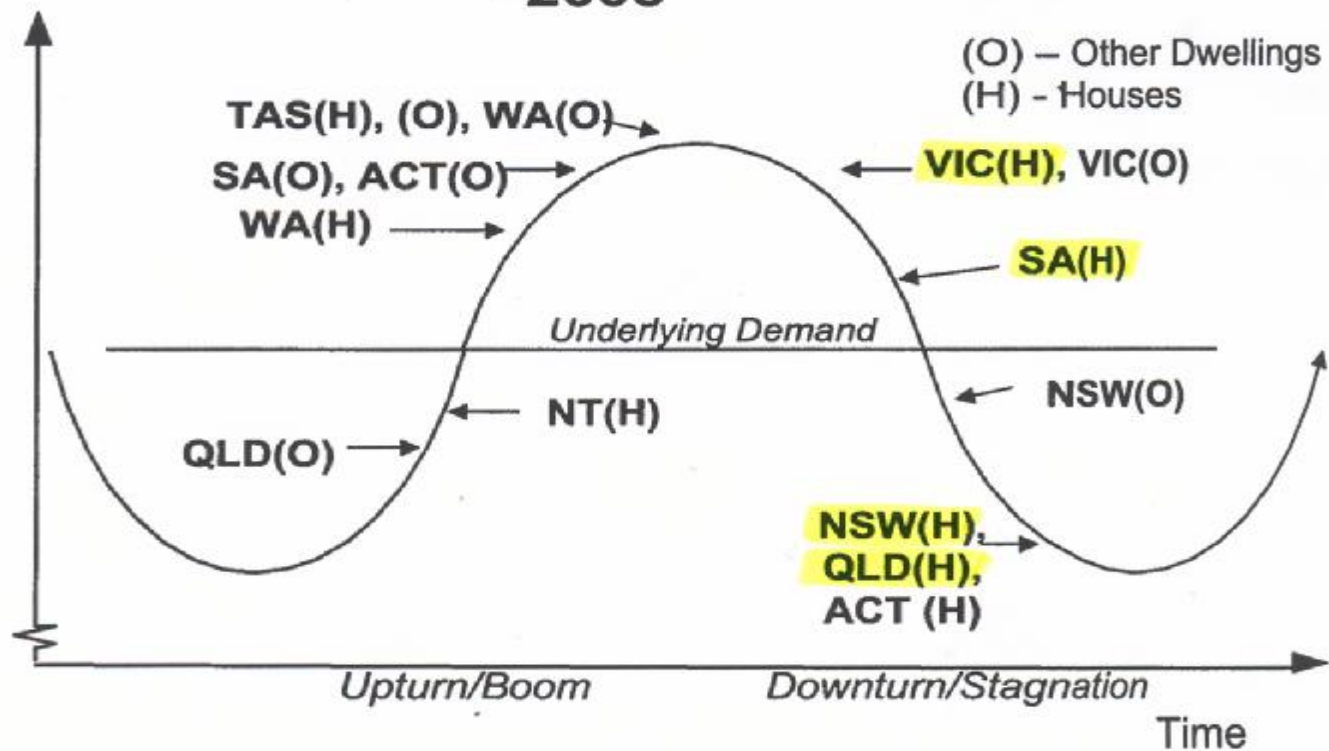 (O) – Other Dwellings
(H) - Houses
TAS(H), (O), WA(O)
SA(O), ACT(O)
WA(H)
VIC(H), VIC(O)
SA(H)
Underlying Demand
NT(H)
QLD(O)
NSW(O)
NSW(H),
QLD(H),
ACT (H)
Upturn/Boom
Downturn/Stagnation
Time